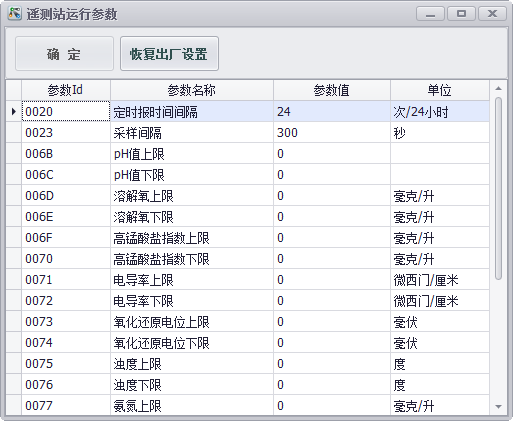 遥测站运行参数
确 定 恢复出厂设置
参数Id 参数名称 参数值 单位
0020 定时报时间间隔 24 次/24小时
0023 采样间隔 300 秒
006B pH值上限 0
006C pH值下限 0
006D 溶解氧上限 0 毫克/升
006E 溶解氧下限 0 毫克/升
006F 高锰酸盐指数上限 0 毫克/升
0070 高锰酸盐指数下限 0 毫克/升
0071 电导率上限 0 微西门/厘米
0072 电导率下限 0 微西门/厘米
0073 氧化还原电位上限 0 毫伏
0074 氧化还原电位下限 0 毫伏
0075 浊度上限 0 度
0076 浊度下限 0 度
0077 氨氮上限 0 毫克/升